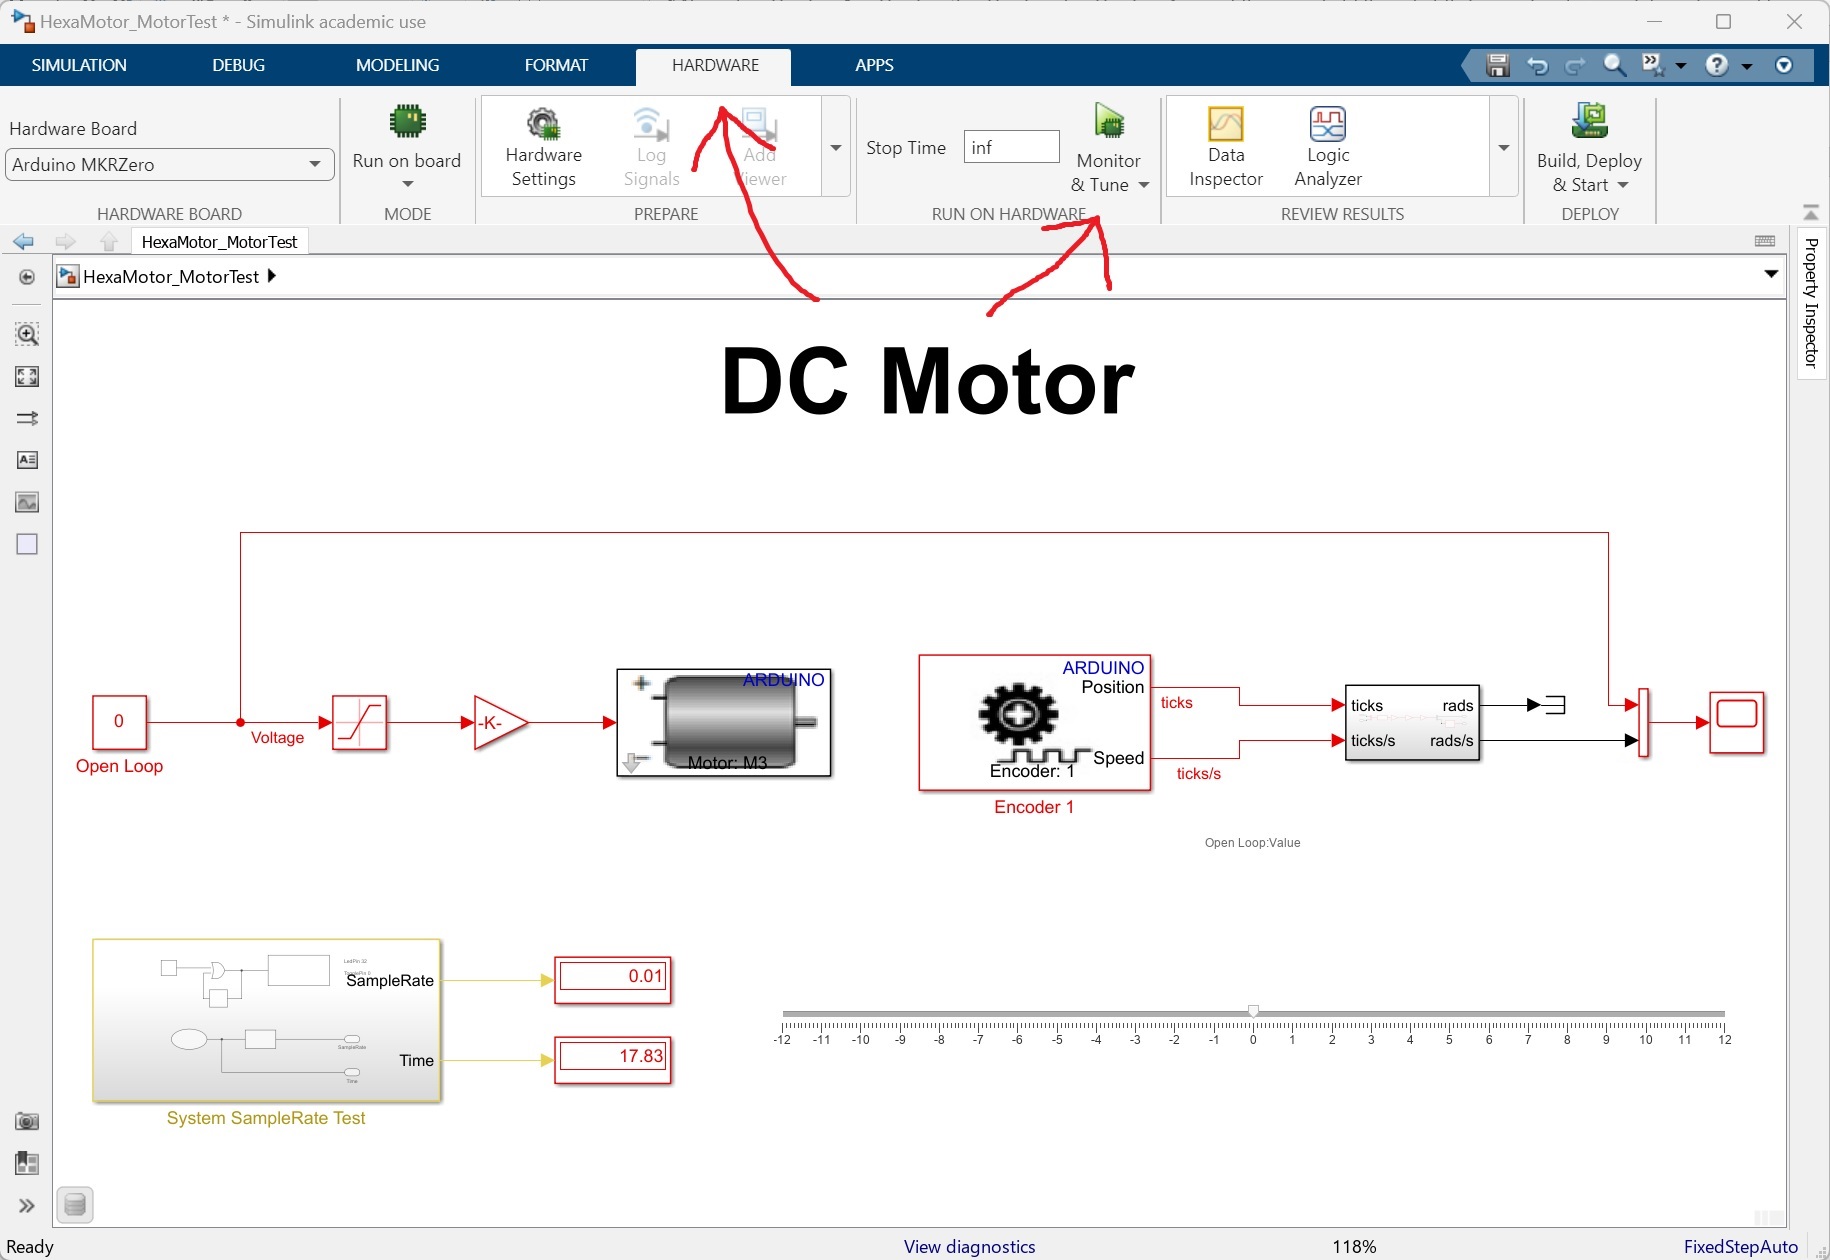 HexaMotor_MotorTest * - Simulink academic use
SIMULATION DEBUG MODELING FORMAT HARDWARE APPS
Hardware Board
Arduino MKRZero
HARDWARE BOARD
Run on board
MODE
Hardware Settings
Log Signals
Add Viewer
PREPARE
Stop Time inf
Monitor & Tune
RUN ON HARDWARE
Data Inspector
Logic Analyzer
REVIEW RESULTS
Build, Deploy & Start
DEPLOY
HexaMotor_MotorTest
HexaMotor_MotorTest
Property Inspector
DC Motor
0
Open Loop
Voltage
-K-
ARDUINO
Motor: M3
ARDUINO
Position
Speed
Encoder: 1
Encoder 1
ticks
ticks/s
ticks rads
ticks/s rads/s
Open Loop:Value
SampleRate
Time
SampleRate
Time
System SampleRate Test
0.01
17.83
-12 -11 -10 -9 -8 -7 -6 -5 -4 -3 -2 -1 0 1 2 3 4 5 6 7 8 9 10 11 12
Ready View diagnostics 118% FixedStepAuto